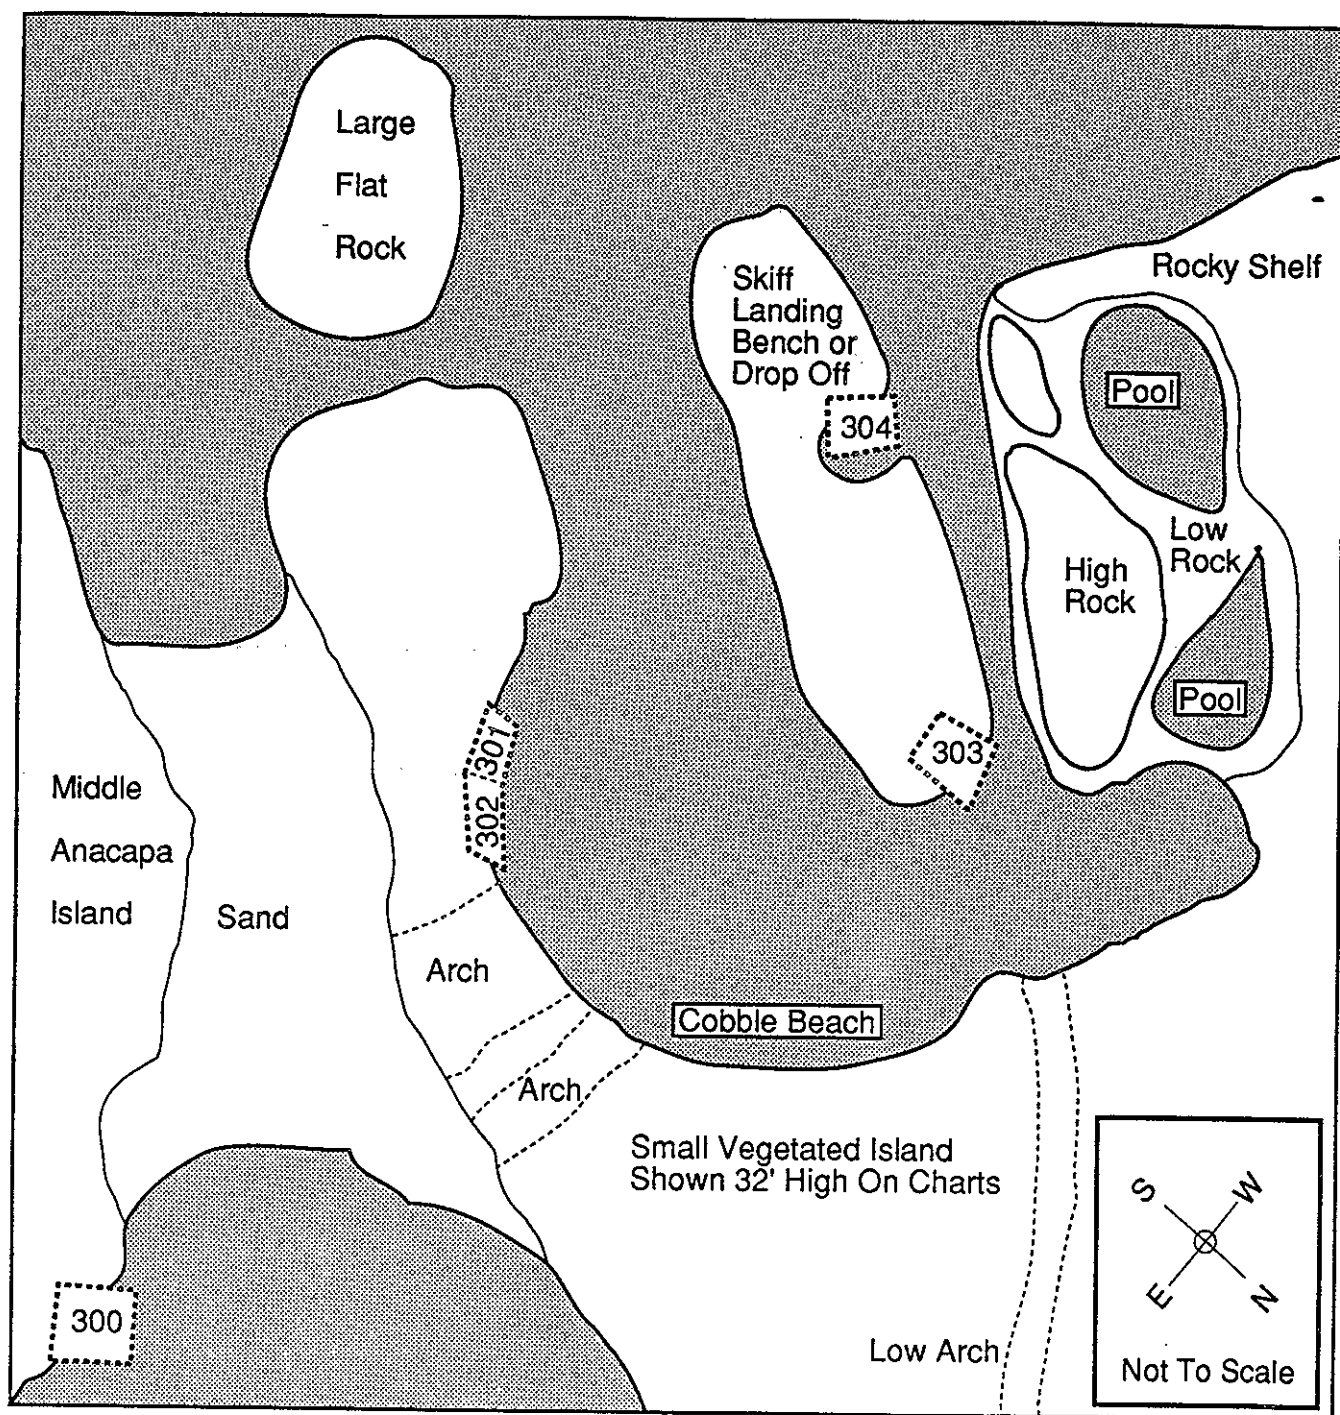 Large
Flat
Rock
Skiff
Landing
Bench or
Drop Off
Rocky Shelf
Pool
304
Low
Rock
High
Rock
Pool
301
302
303
Middle
Anacapa
Island
Sand
Arch
Cobble Beach
Arch
Small Vegetated Island
Shown 32' High On Charts
300
Low Arch
S
W
E
N
Not To Scale